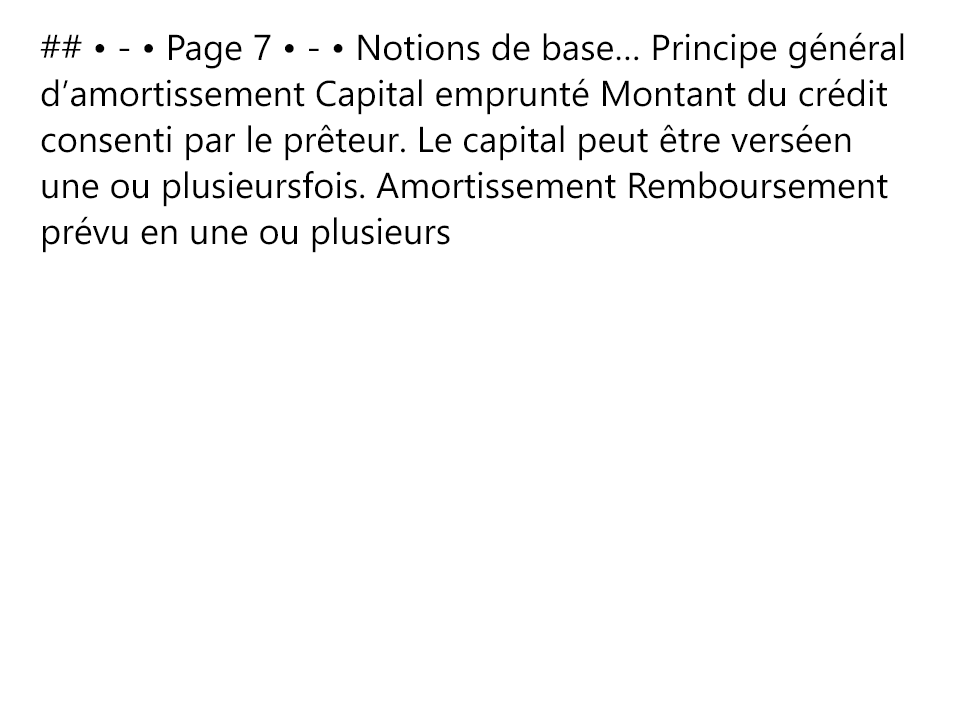 ## • - • Page 7 • - • Notions de base... Principe général
d’amortissement Capital emprunté Montant du crédit
consenti par le prêteur. Le capital peut être verséen
une ou plusieursfois. Amortissement Remboursement
prévu en une ou plusieurs